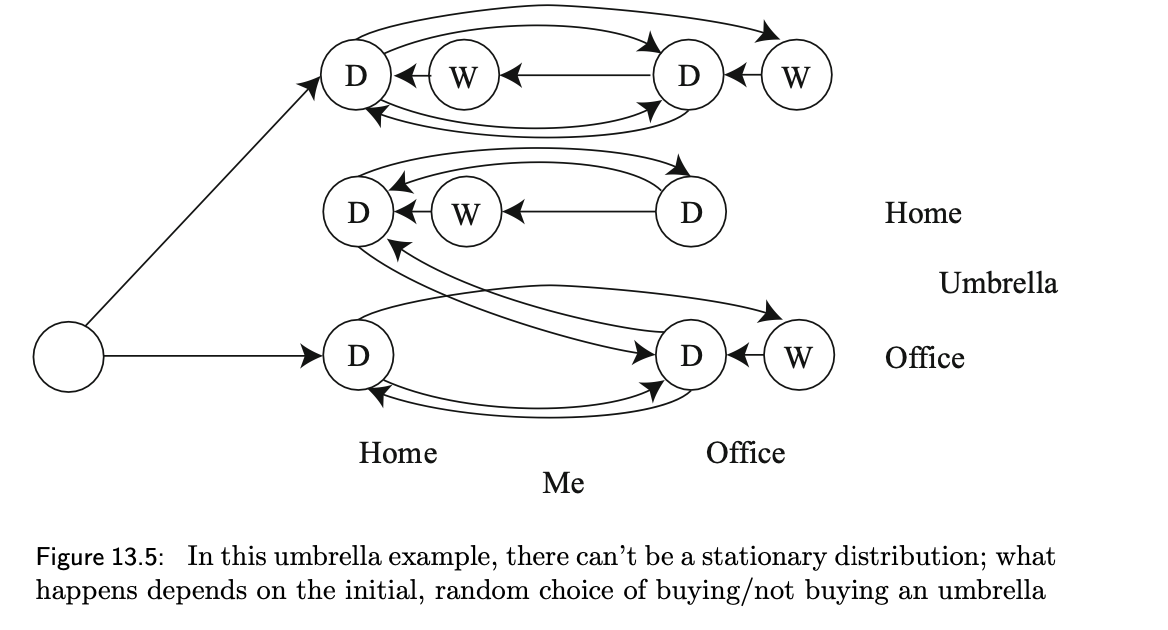 D W D W
D W D Home
Umbrella
D D W Office
Home Office
Me
Figure 13.5: In this umbrella example, there can’t be a stationary distribution; what
happens depends on the initial, random choice of buying/not buying an umbrella